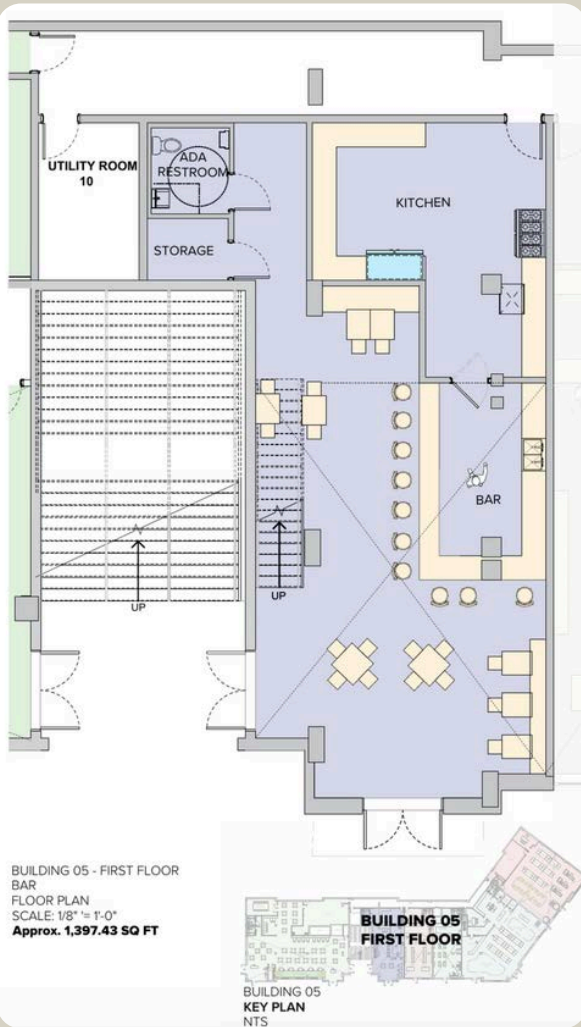 UTILITY ROOM
10
ADA
RESTROOM
STORAGE
KITCHEN
BAR
UP
UP
BUILDING 05 - FIRST FLOOR
BAR
FLOOR PLAN
SCALE: 1/8" '= 1'-0"
Approx. 1,397.43 SQ FT
BUILDING 05
FIRST FLOOR
BUILDING 05
KEY PLAN
NTS